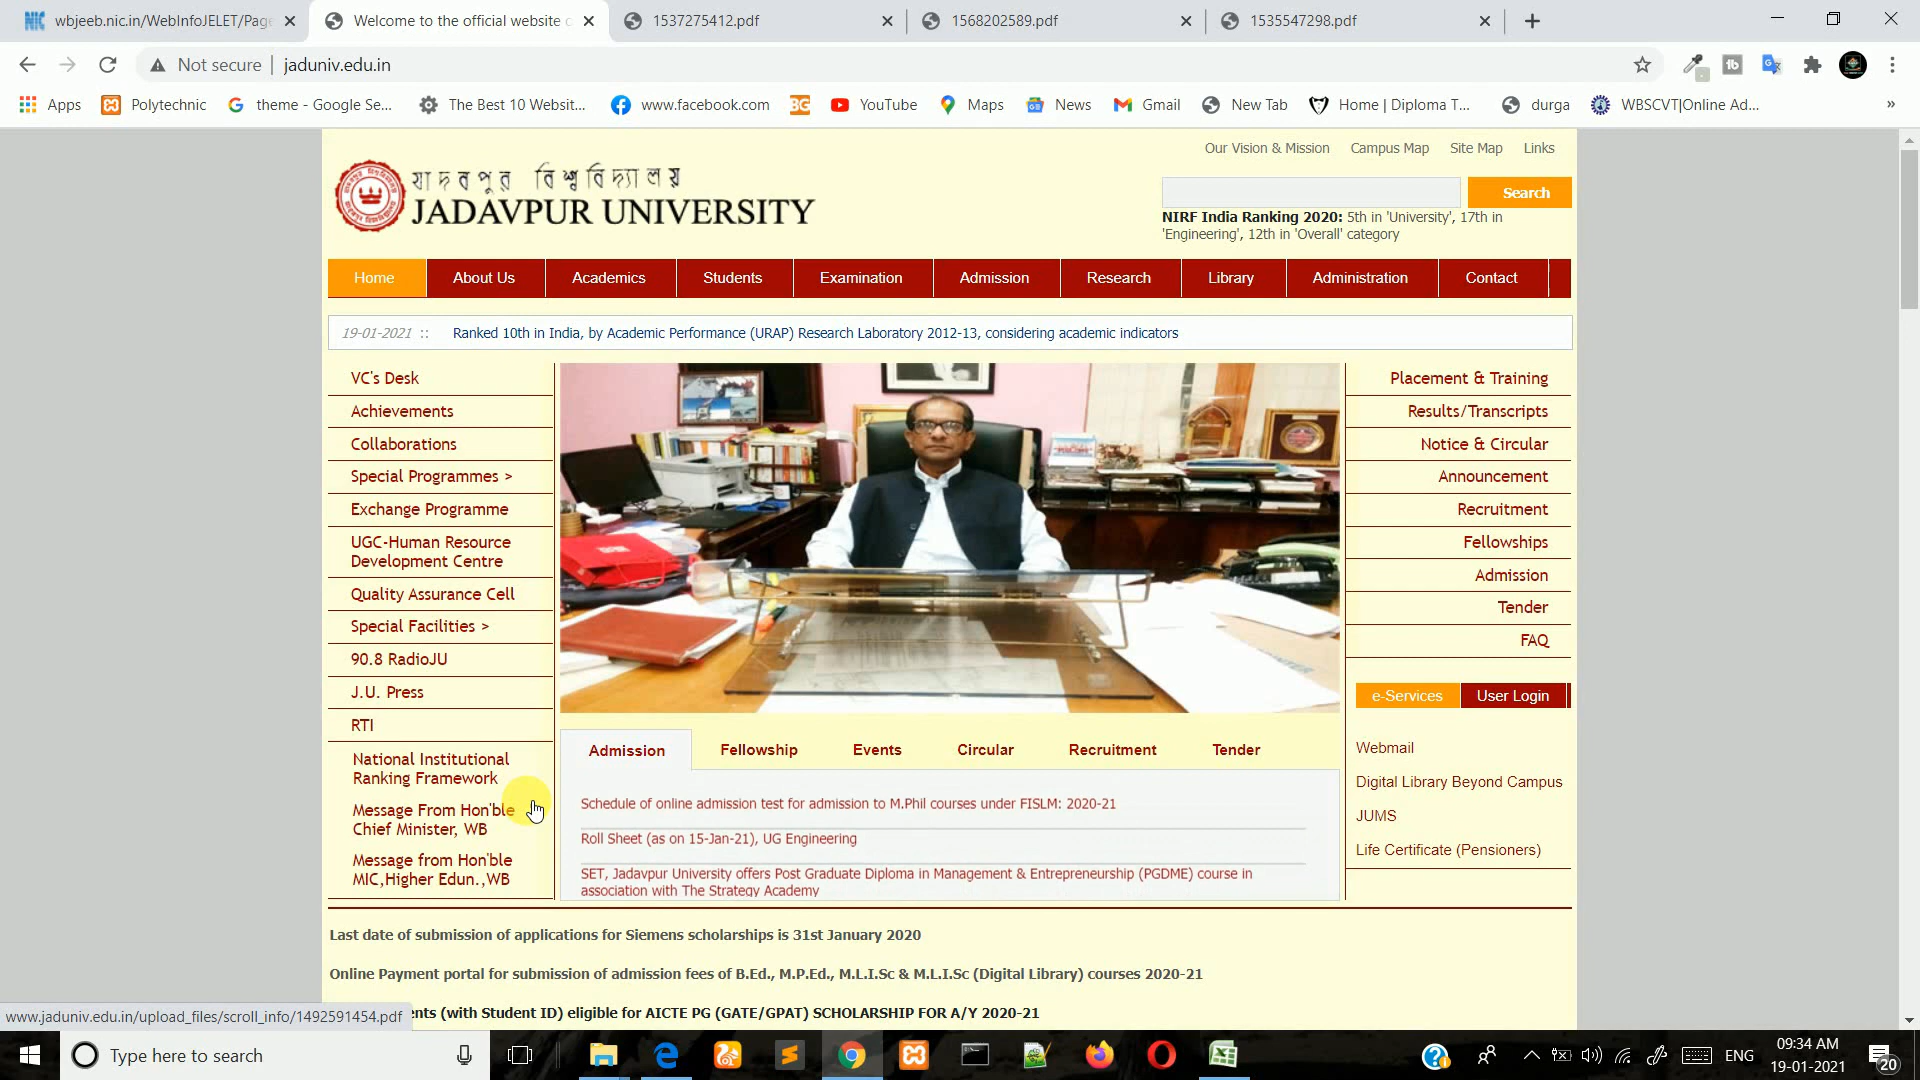 wbjeeb.nic.in/WebInfoJELET/Page
Welcome to the official website
1537275412.pdf
1568202589.pdf
1535547298.pdf
Not secure | jaduniv.edu.in
Apps
Polytechnic
theme - Google Se...
The Best 10 Websit...
www.facebook.com
YouTube
Maps
News
Gmail
New Tab
Home | Diploma T...
durga
WBSCVT|Online Ad...
»
Our Vision & Mission
Campus Map
Site Map
Links
যাদবপুর বিশ্ববিদ্যালয়
JADAVPUR UNIVERSITY
Search
NIRF India Ranking 2020: 5th in 'University', 17th in
'Engineering', 12th in 'Overall' category
Home
About Us
Academics
Students
Examination
Admission
Research
Library
Administration
Contact
19-01-2021 :: Ranked 10th in India, by Academic Performance (URAP) Research Laboratory 2012-13, considering academic indicators
VC's Desk
Achievements
Collaborations
Special Programmes >
Exchange Programme
UGC-Human Resource
Development Centre
Quality Assurance Cell
Special Facilities >
90.8 RadioJU
J.U. Press
RTI
National Institutional
Ranking Framework
Message From Hon'ble
Chief Minister, WB
Message from Hon'ble
MIC,Higher Edun.,WB
Admission
Fellowship
Events
Circular
Recruitment
Tender
Schedule of online admission test for admission to M.Phil courses under FISLM: 2020-21
Roll Sheet (as on 15-Jan-21), UG Engineering
SET, Jadavpur University offers Post Graduate Diploma in Management & Entrepreneurship (PGDME) course in
association with The Strategy Academy
Placement & Training
Results/Transcripts
Notice & Circular
Announcement
Recruitment
Fellowships
Admission
Tender
FAQ
e-Services
User Login
Webmail
Digital Library Beyond Campus
JUMS
Life Certificate (Pensioners)
Last date of submission of applications for Siemens scholarships is 31st January 2020
Online Payment portal for submission of admission fees of B.Ed., M.P.Ed., M.L.I.Sc & M.L.I.Sc (Digital Library) courses 2020-21
nts (with Student ID) eligible for AICTE PG (GATE/GPAT) SCHOLARSHIP FOR A/Y 2020-21
www.jaduniv.edu.in/upload_files/scroll_info/1492591454.pdf
Type here to search
ENG
09:34 AM
19-01-2021
20